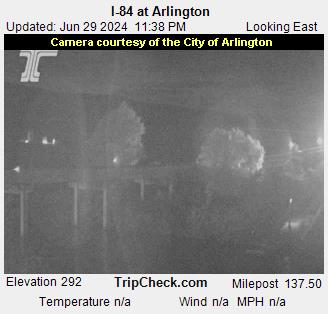 I-84 at Arlington
Updated: Jun 29 2024 11:38 PM Looking East
Camera courtesy of the City of Arlington
Elevation 292 TripCheck.com Milepost 137.50
Temperature n/a Wind n/a MPH n/a